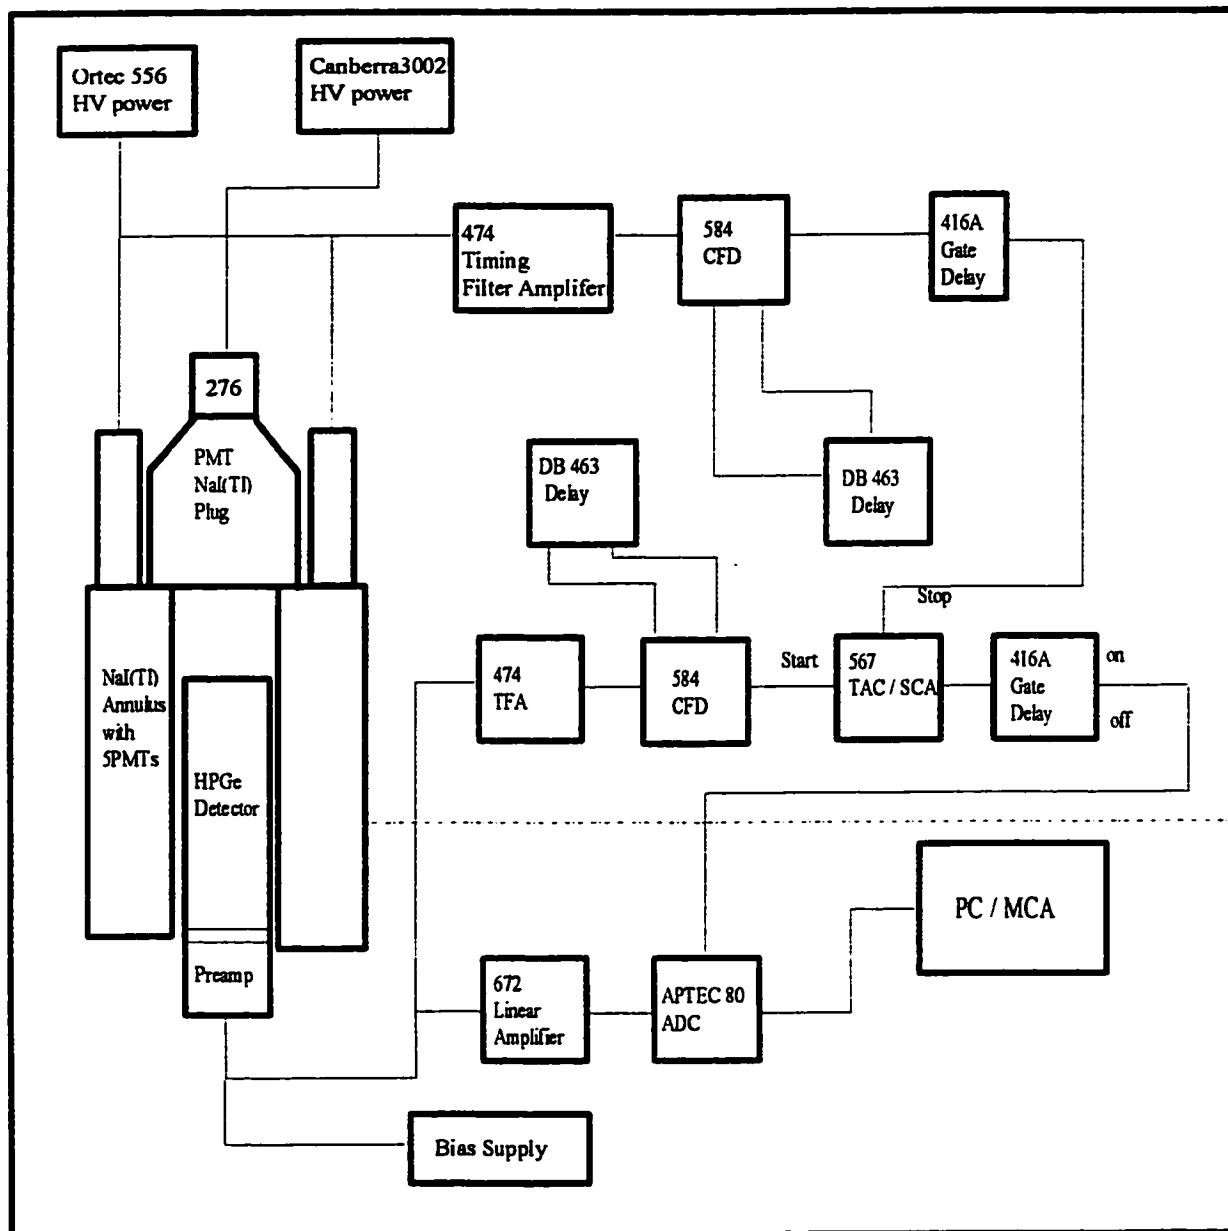 Ortec 556
HV power
Canberra3002
HV power
474
Timing
Filter Amplifer
584
CFD
416A
Gate
Delay
276
PMT
NaI(Tl)
Plug
DB 463
Delay
DB 463
Delay
Stop
NaI(Tl)
Annulus
with
5PMTs
HPGe
Detector
474
TFA
584
CFD
Start
567
TAC / SCA
416A
Gate
Delay
on
off
Preamp
672
Linear
Amplifier
APTEC 80
ADC
PC / MCA
Bias Supply